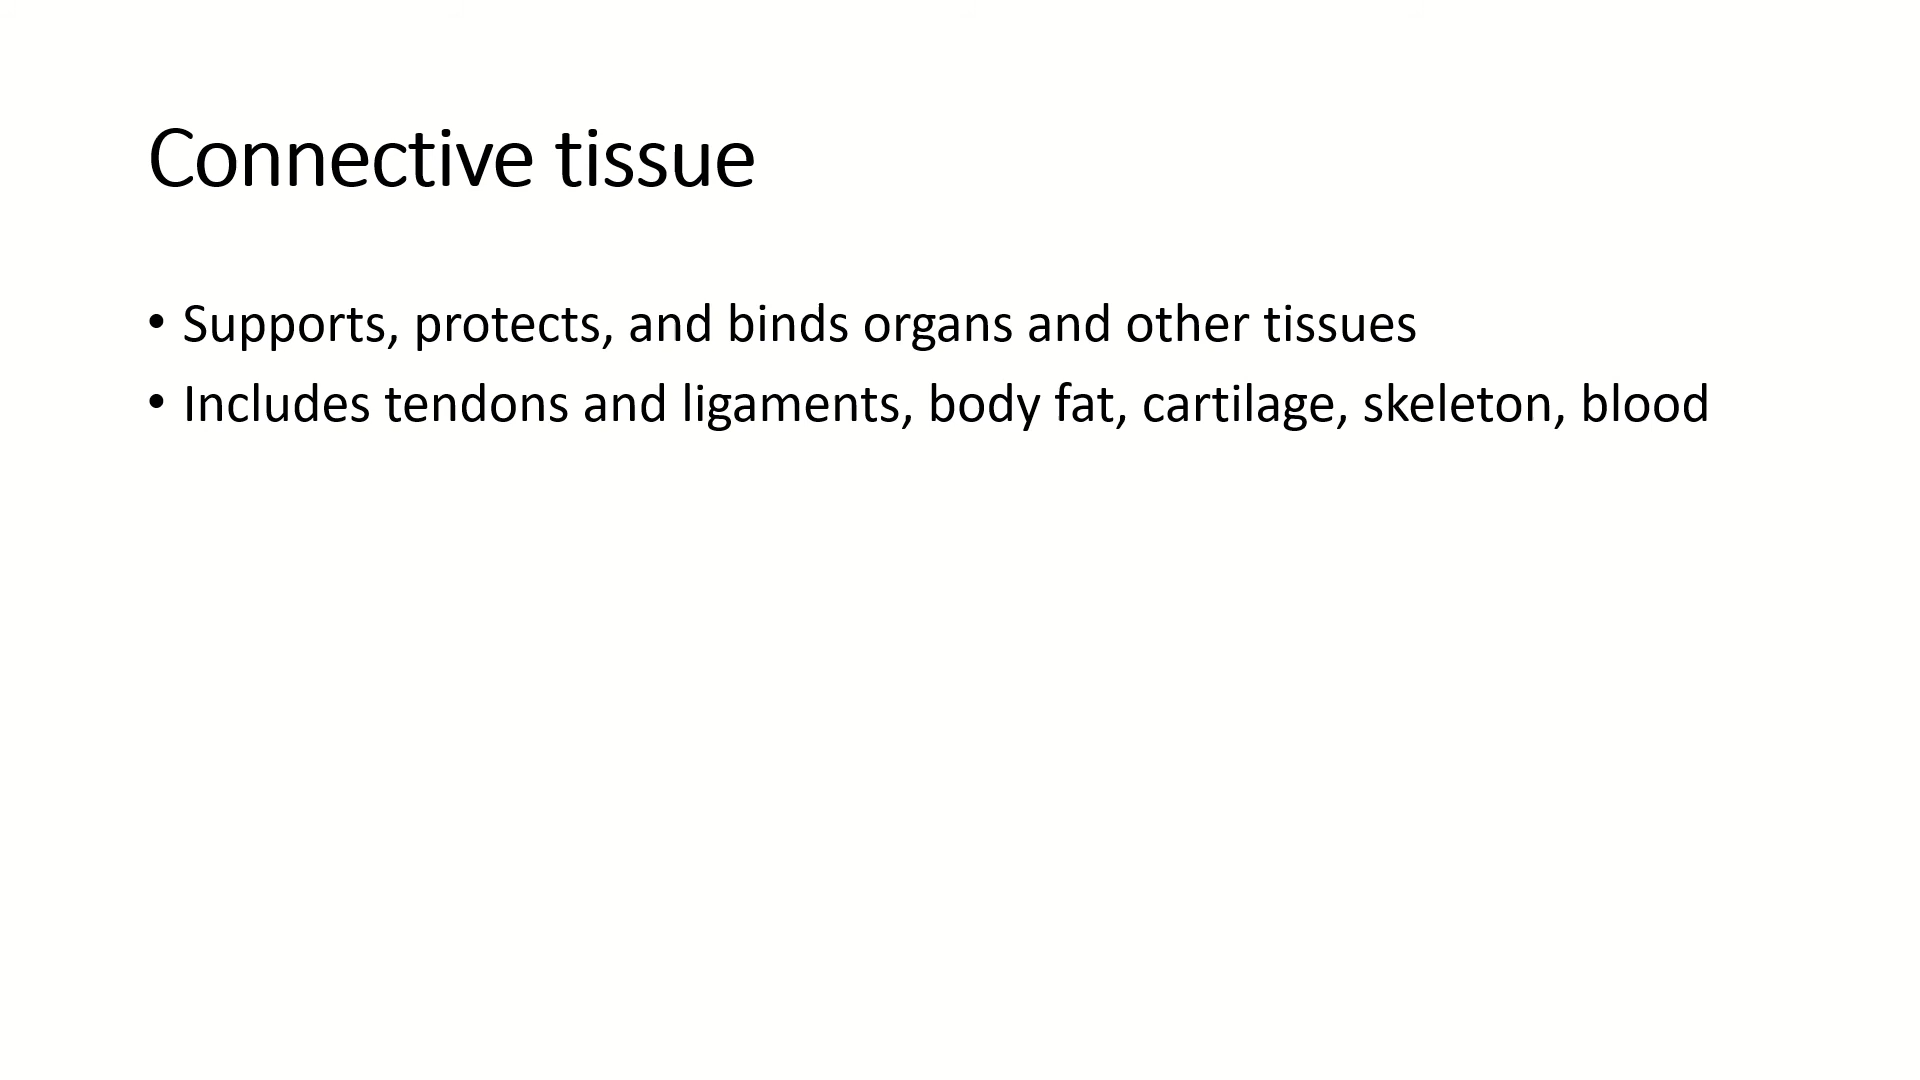 Connective tissue
• Supports, protects, and binds organs and other tissues
• Includes tendons and ligaments, body fat, cartilage, skeleton, blood